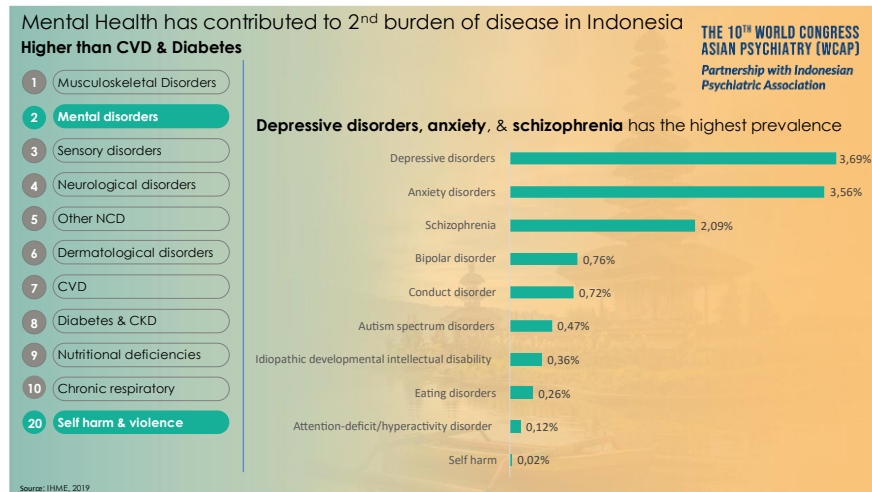 Mental Health has contributed to 2nd burden of disease in Indonesia
Higher than CVD & Diabetes
THE 10TH WORLD CONGRESS
ASIAN PSYCHIATRY (WCAP)
Partnership with Indonesian
Psychiatric Association
1 Musculoskeletal Disorders
2 Mental disorders
3 Sensory disorders
4 Neurological disorders
5 Other NCD
6 Dermatological disorders
7 CVD
8 Diabetes & CKD
9 Nutritional deficiencies
10 Chronic respiratory
20 Self harm & violence
Depressive disorders, anxiety, & schizophrenia has the highest prevalence
Depressive disorders 3,69%
Anxiety disorders 3,56%
Schizophrenia 2,09%
Bipolar disorder 0,76%
Conduct disorder 0,72%
Autism spectrum disorders 0,47%
Idiopathic developmental intellectual disability 0,36%
Eating disorders 0,26%
Attention-deficit/hyperactivity disorder 0,12%
Self harm 0,02%
Source: IHME, 2019